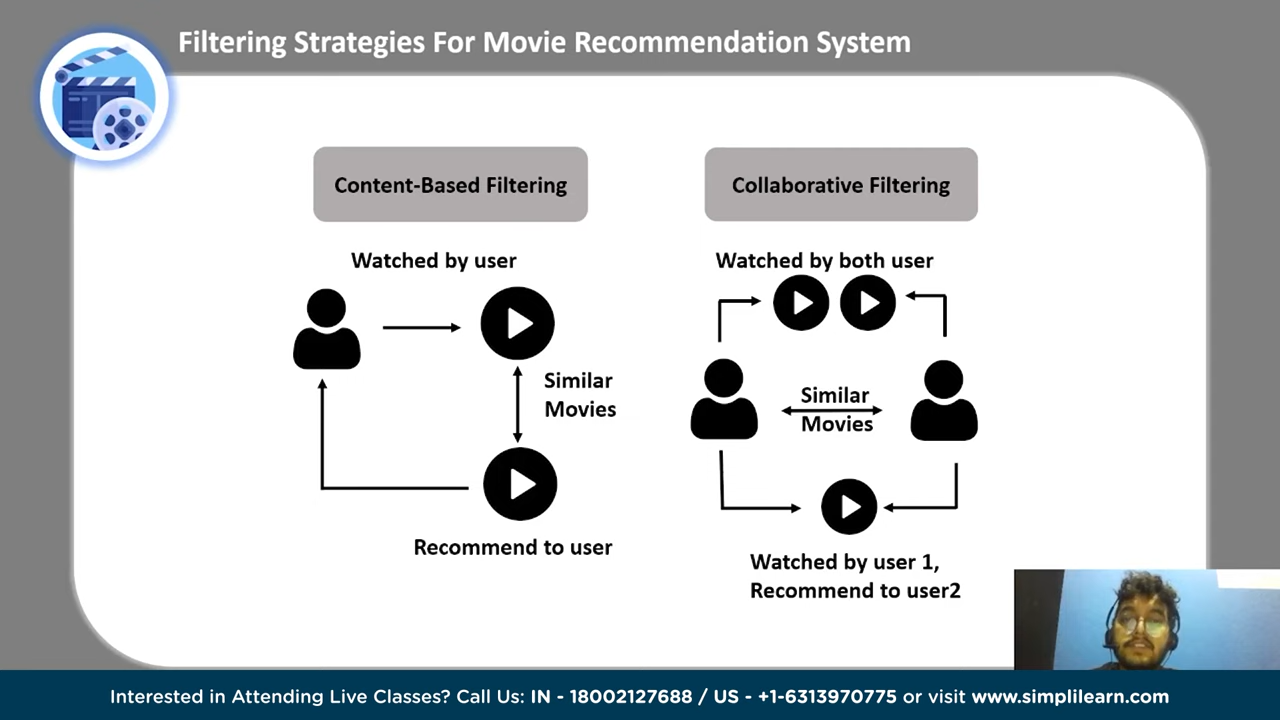 Filtering Strategies For Movie Recommendation System
Content-Based Filtering
Watched by user
Similar
Movies
Recommend to user
Collaborative Filtering
Watched by both user
Similar
Movies
Watched by user 1,
Recommend to user2
Interested in Attending Live Classes? Call Us: IN - 18002127688 / US - +1-6313970775 or visit www.simplilearn.com